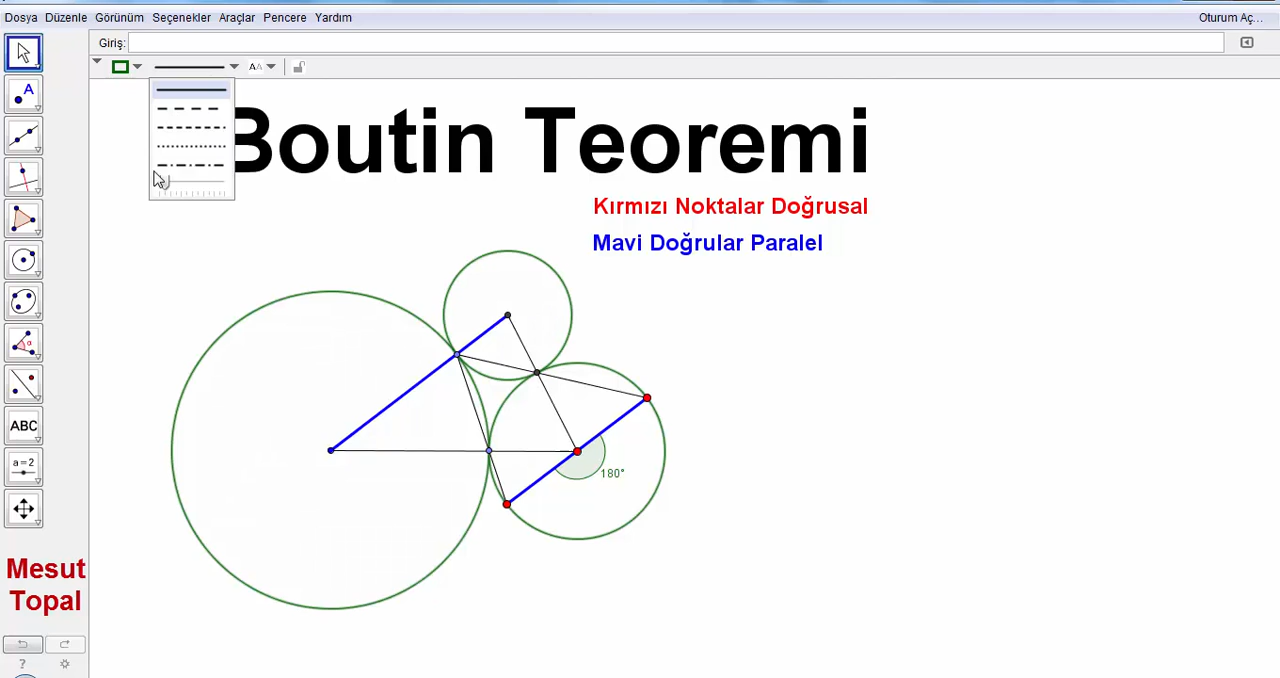 Dosya Düzenle Görünüm Seçenekler Araçlar Pencere Yardım Oturum Aç...
Giriş:
AA
A
Boutin Teoremi
Kırmızı Noktalar Doğrusal
Mavi Doğrular Paralel
α
ABC
a=2
180°
Mesut
Topal
?